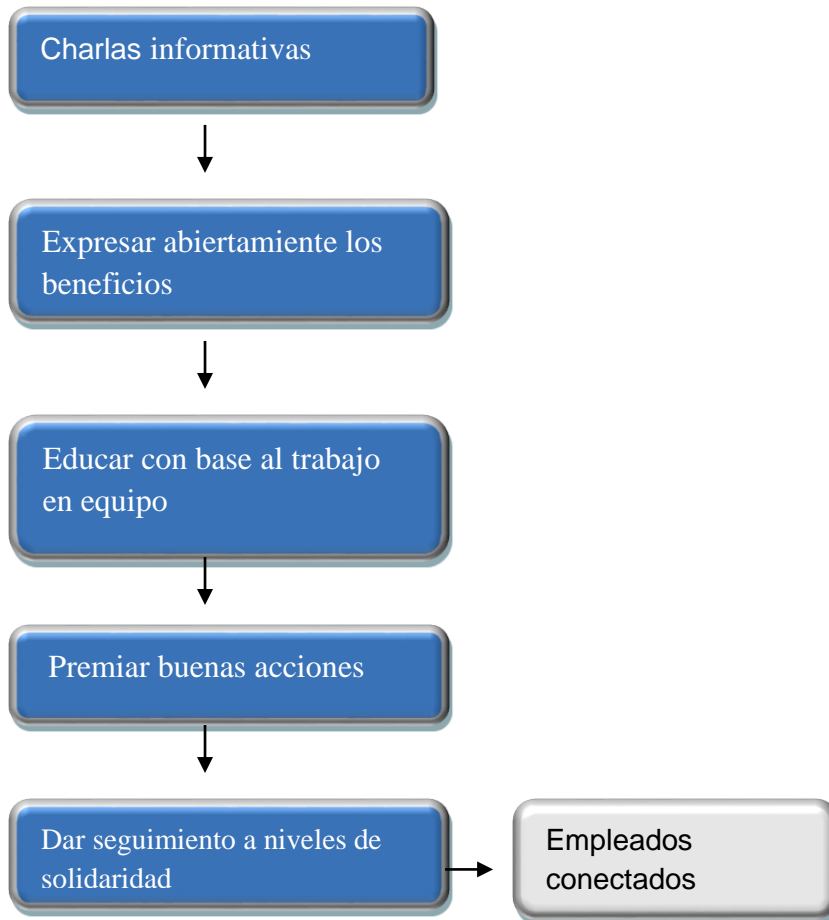 Charlas informativas
Expresar abiertamiente los
beneficios
Educar con base al trabajo
en equipo
Premiar buenas acciones
Dar seguimiento a niveles de
solidaridad
Empleados
conectados